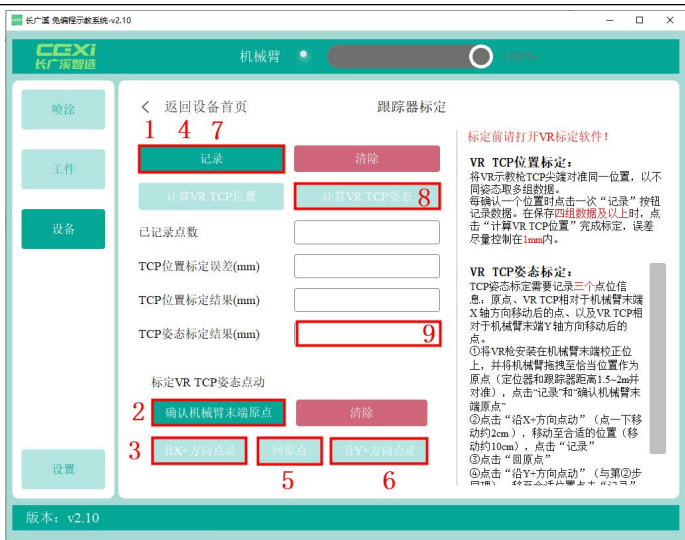 长广溪 免编程示教系统-v2.10
CGXi
长广溪智造
机械臂
100%
喷涂
工件
设备
设置
返回设备首页
跟踪器标定
1 4 7
记录
清除
计算VR TCP位置
计算VR TCP姿态 8
已记录点数
TCP位置标定误差(mm)
TCP位置标定结果(mm)
TCP姿态标定结果(mm)
9
标定VR TCP姿态点动
2 确认机械臂末端原点
清除
3 沿X+方向点动
回原点
沿Y+方向点动
5
6
标定前请打开VR标定软件！
VR TCP位置标定：
将VR示教枪TCP尖端对准同一位置，以不
同姿态取多组数据。
每确认一个位置时点击一次“记录”按钮
记录数据。在保存四组数据及以上时，点
击“计算VR TCP位置”完成标定，误差
尽量控制在1mm内。
VR TCP姿态标定：
TCP姿态标定需要记录三个点位信
息：原点、VR TCP相对于机械臂末端
X轴方向移动后的点、以及VR TCP相
对于机械臂末端Y轴方向移动后的
点。
①将VR枪安装在机械臂末端校正位
上，并将机械臂拖拽至恰当位置作为
原点（定位器和跟踪器距离1.5~2m并
对准），点击“记录”和“确认机械臂末
端原点”
②点击“沿X+方向点动”（点一下移
动约2cm），移动至合适的位置（移
动约10cm），点击“记录”
③点击“回原点”
④点击“沿Y+方向点动”（与第②步
版本：v2.10